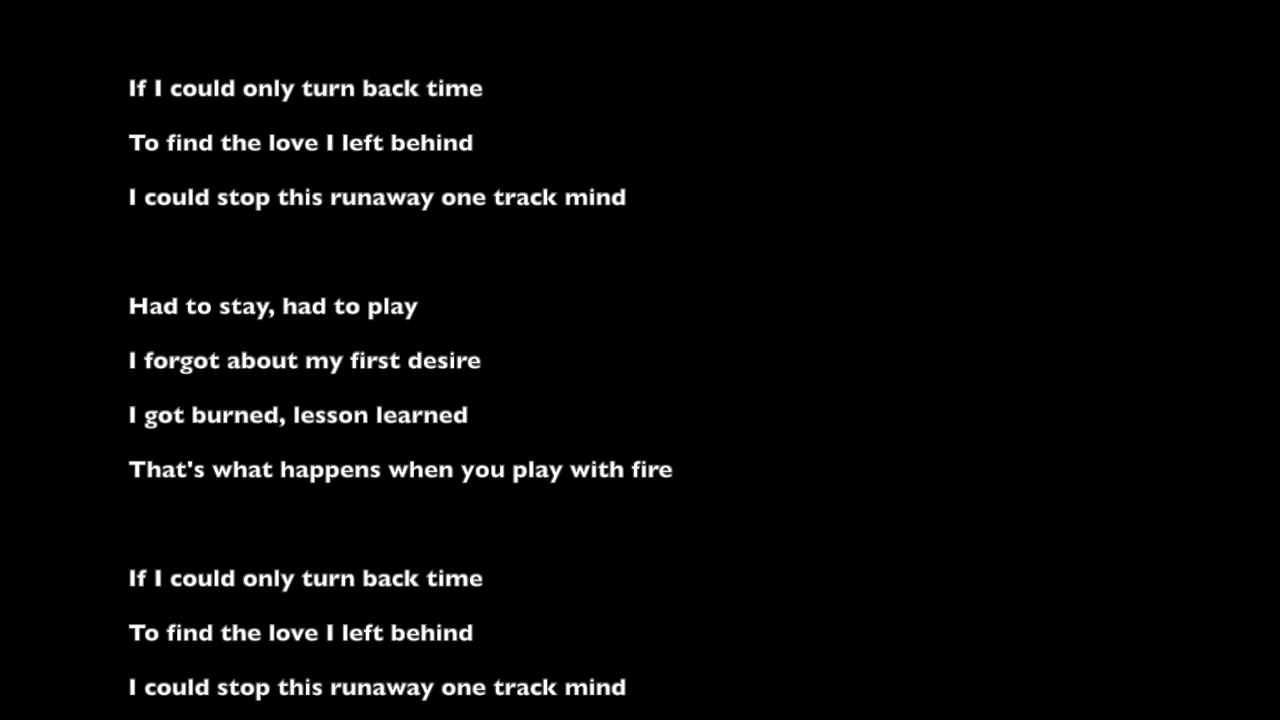 If I could only turn back time
To find the love I left behind
I could stop this runaway one track mind
Had to stay, had to play
I forgot about my first desire
I got burned, lesson learned
That's what happens when you play with fire
If I could only turn back time
To find the love I left behind
I could stop this runaway one track mind